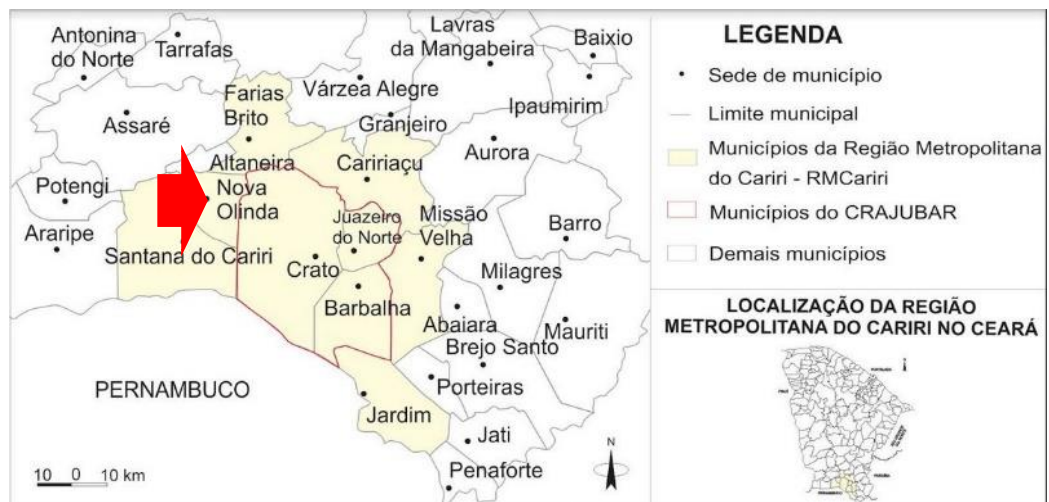 Antonina
do Norte
Tarrafas
Lavras
da Mangabeira
Baixio
Farias
Brito
Várzea Alegre
Ipaumirim
Assaré
Granjeiro
Aurora
Altaneira
Caririaçu
Potengi
Nova
Olinda
Juazeiro
do Norte
Missão
Velha
Barro
Araripe
Santana do Cariri
Crato
Milagres
Barbalha
Abaiara
Mauriti
Brejo Santo
PERNAMBUCO
Porteiras
Jardim
Jati
Penaforte
10 0 10 km
N
LEGENDA
Sede de município
Limite municipal
Municípios da Região Metropolitana
do Cariri - RMCariri
Municípios do CRAJUBAR
Demais municípios
LOCALIZAÇÃO DA REGIÃO
METROPOLITANA DO CARIRI NO CEARÁ